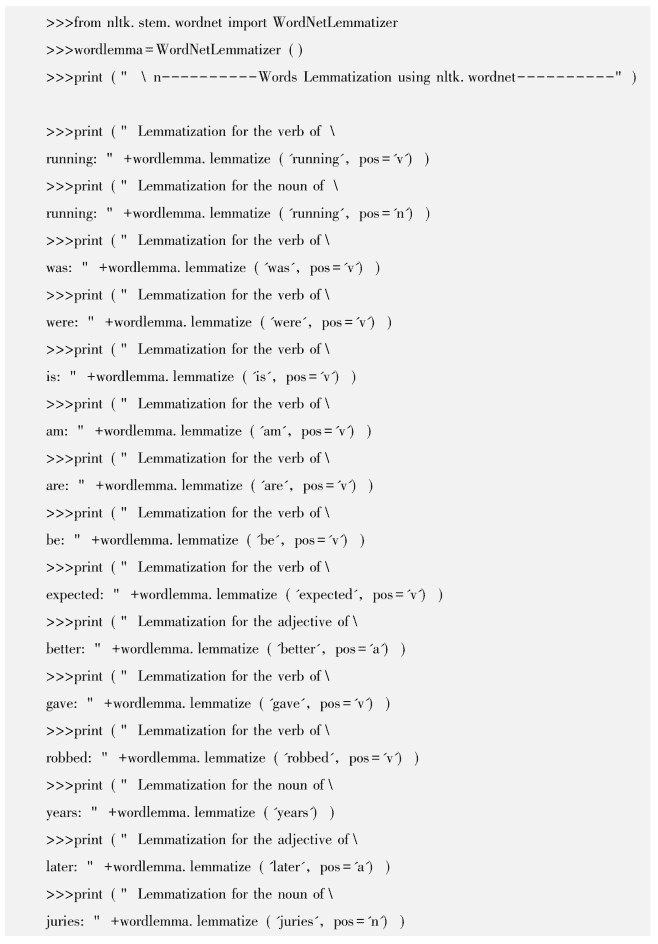 >>>from nltk. stem. wordnet import WordNetLemmatizer
>>>wordlemma = WordNetLemmatizer ( )
>>>print ( " \ n----------Words Lemmatization using nltk. wordnet----------" )
>>>print ( " Lemmatization for the verb of \
running: " +wordlemma. lemmatize ( ´running´, pos = ´v´) )
>>>print ( " Lemmatization for the noun of \
running: " +wordlemma. lemmatize ( ´running´, pos = ´n´) )
>>>print ( " Lemmatization for the verb of \
was: " +wordlemma. lemmatize ( ´was´, pos = ´v´) )
>>>print ( " Lemmatization for the verb of \
were: " +wordlemma. lemmatize ( ´were´, pos = ´v´) )
>>>print ( " Lemmatization for the verb of \
is: " +wordlemma. lemmatize ( ´is´, pos = ´v´) )
>>>print ( " Lemmatization for the verb of \
am: " +wordlemma. lemmatize ( ´am´, pos = ´v´) )
>>>print ( " Lemmatization for the verb of \
are: " +wordlemma. lemmatize ( ´are´, pos = ´v´) )
>>>print ( " Lemmatization for the verb of \
be: " +wordlemma. lemmatize ( ´be´, pos = ´v´) )
>>>print ( " Lemmatization for the verb of \
expected: " +wordlemma. lemmatize ( ´expected´, pos = ´v´) )
>>>print ( " Lemmatization for the adjective of \
better: " +wordlemma. lemmatize ( ´better´, pos = ´a´) )
>>>print ( " Lemmatization for the verb of \
gave: " +wordlemma. lemmatize ( ´gave´, pos = ´v´) )
>>>print ( " Lemmatization for the verb of \
robbed: " +wordlemma. lemmatize ( ´robbed´, pos = ´v´) )
>>>print ( " Lemmatization for the noun of \
years: " +wordlemma. lemmatize ( ´years´) )
>>>print ( " Lemmatization for the adjective of \
later: " +wordlemma. lemmatize ( ´later´, pos = ´a´) )
>>>print ( " Lemmatization for the noun of \
juries: " +wordlemma. lemmatize ( ´juries´, pos = ´n´) )